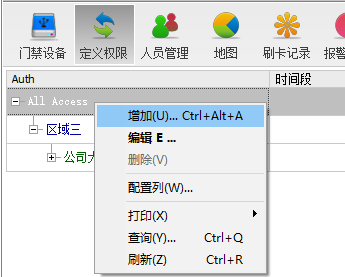 门禁设备 定义权限 人员管理 地图 刷卡记录 报警
Auth 时间段
All Access
区域三
公司大
增加(U)... Ctrl+Alt+A
编辑 E ...
删除(V)
配置列(W)...
打印(X)
查询(Y)... Ctrl+Q
刷新(Z) Ctrl+R